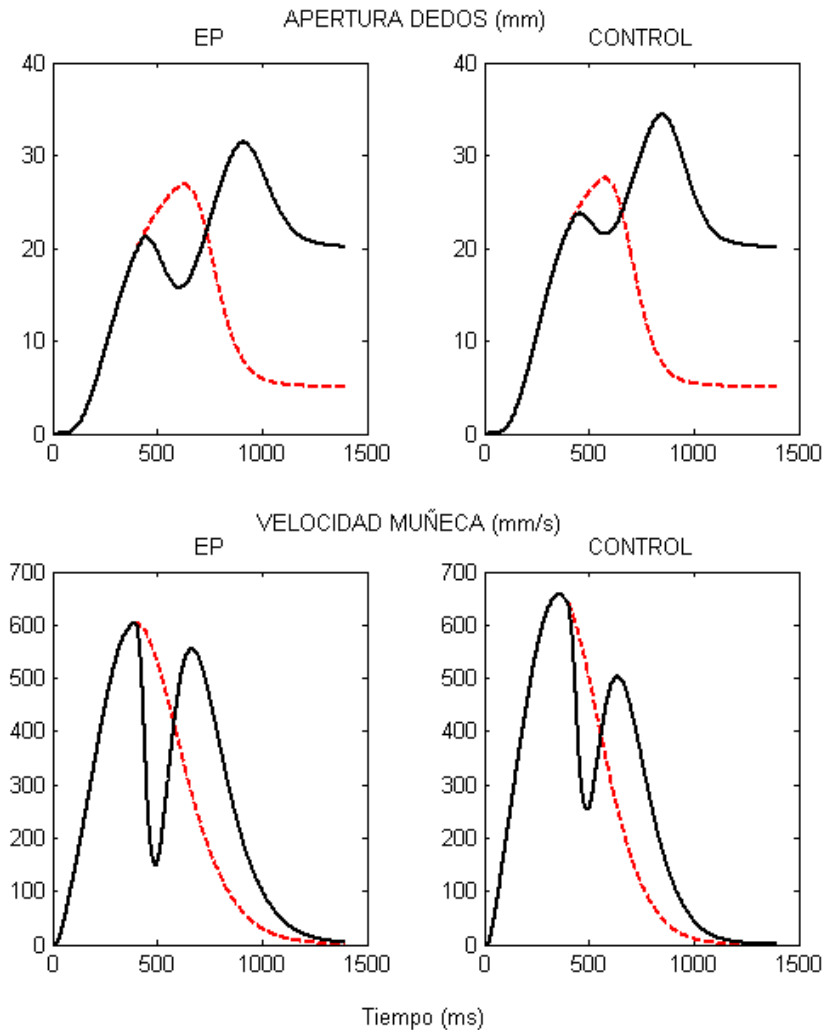 APERTURA DEDOS (mm)
EP CONTROL
40 40
30 30
20 20
10 10
0 0
0 500 1000 1500 0 500 1000 1500
VELOCIDAD MUÑECA (mm/s)
EP CONTROL
700 700
600 600
500 500
400 400
300 300
200 200
100 100
0 0
0 500 1000 1500 0 500 1000 1500
Tiempo (ms)